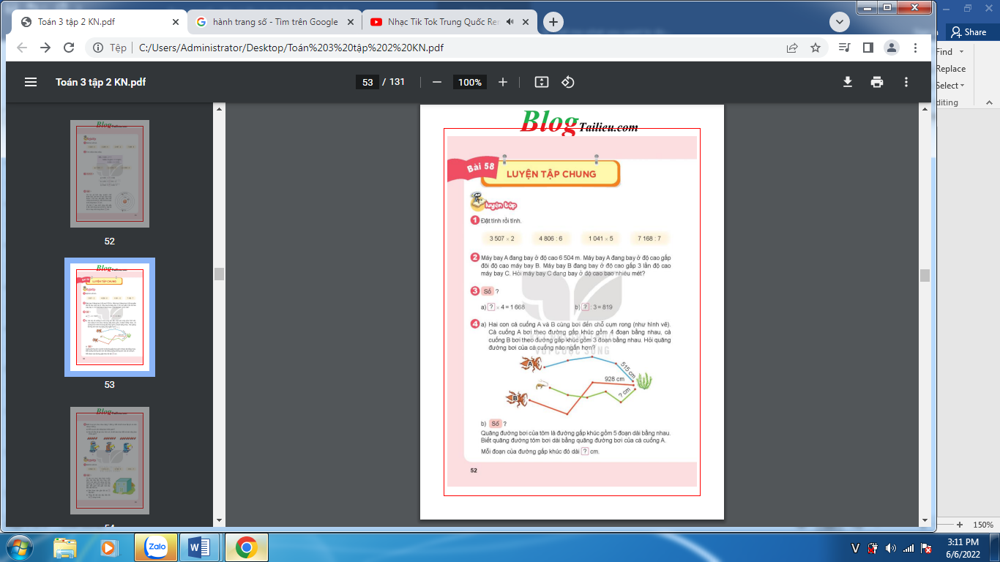 Toán 3 tập 2 KN.pdf
hành trang số - Tìm trên Google
Nhạc Tik Tok Trung Quốc Re
Share
Tệp
C:/Users/Administrator/Desktop/Toán%203%20tập%202%20KN.pdf
Find
Replace
Select
diting
Toán 3 tập 2 KN.pdf
53 / 131
100%
52
53
54
Blog Tailieu.com
Bài 58
LUYỆN TẬP CHUNG
luyện tập
1 Đặt tính rồi tính.
3 507 × 2 4 806 : 6 1 041 × 5 7 168 : 7
2 Máy bay A đang bay ở độ cao 6 504 m. Máy bay A đang bay ở độ cao gấp
đôi độ cao máy bay B. Máy bay B đang bay ở độ cao gấp 3 lần độ cao
máy bay C. Hỏi máy bay C đang bay ở độ cao bao nhiêu mét?
3 Số ?
a) ? × 4 = 1 668 b) ? : 3 = 819
4 a) Hai con cà cuống A và B cùng bơi đến chỗ cụm rong (như hình vẽ).
Cà cuống A bơi theo đường gấp khúc gồm 4 đoạn bằng nhau, cà
cuống B bơi theo đường gấp khúc gồm 3 đoạn bằng nhau. Hỏi quãng
đường bơi của cà cuống nào ngắn hơn?
VỚI CUỘC SỐNG
A
515 cm
928 cm
B
? cm
b) Số ?
Quãng đường bơi của tôm là đường gấp khúc gồm 5 đoạn dài bằng nhau.
Biết quãng đường tôm bơi dài bằng quãng đường bơi của cà cuống A.
Mỗi đoạn của đường gấp khúc đó dài ? cm.
52
150%
Zalo
V
3:11 PM
6/6/2022